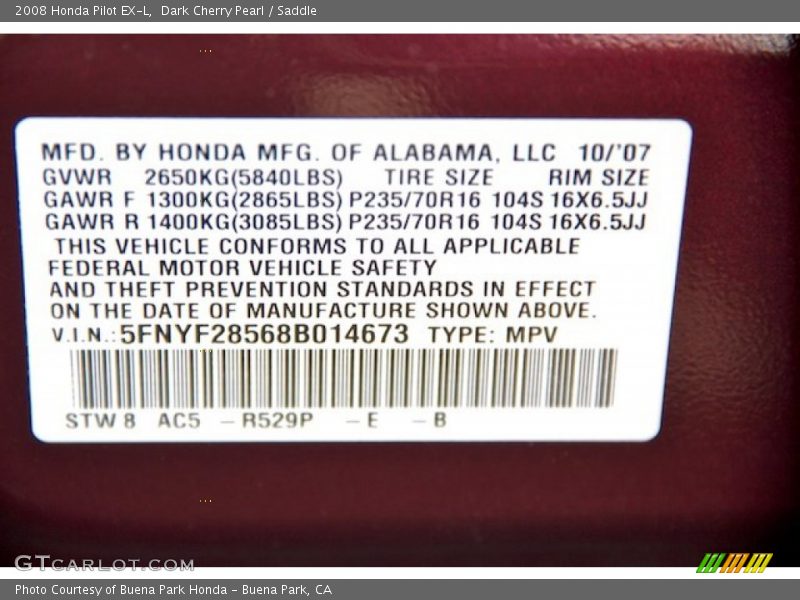 2008 Honda Pilot EX-L, Dark Cherry Pearl / Saddle
MFD. BY HONDA MFG. OF ALABAMA, LLC 10/'07
GVWR 2650KG(5840LBS) TIRE SIZE RIM SIZE
GAWR F 1300KG(2865LBS) P235/70R16 104S 16X6.5JJ
GAWR R 1400KG(3085LBS) P235/70R16 104S 16X6.5JJ
THIS VEHICLE CONFORMS TO ALL APPLICABLE
FEDERAL MOTOR VEHICLE SAFETY
AND THEFT PREVENTION STANDARDS IN EFFECT
ON THE DATE OF MANUFACTURE SHOWN ABOVE.
V.I.N.: 5FNYF28568B014673 TYPE: MPV
STW 8 AC5 – R529P – E – B
GTCARLOT.COM
Photo Courtesy of Buena Park Honda – Buena Park, CA